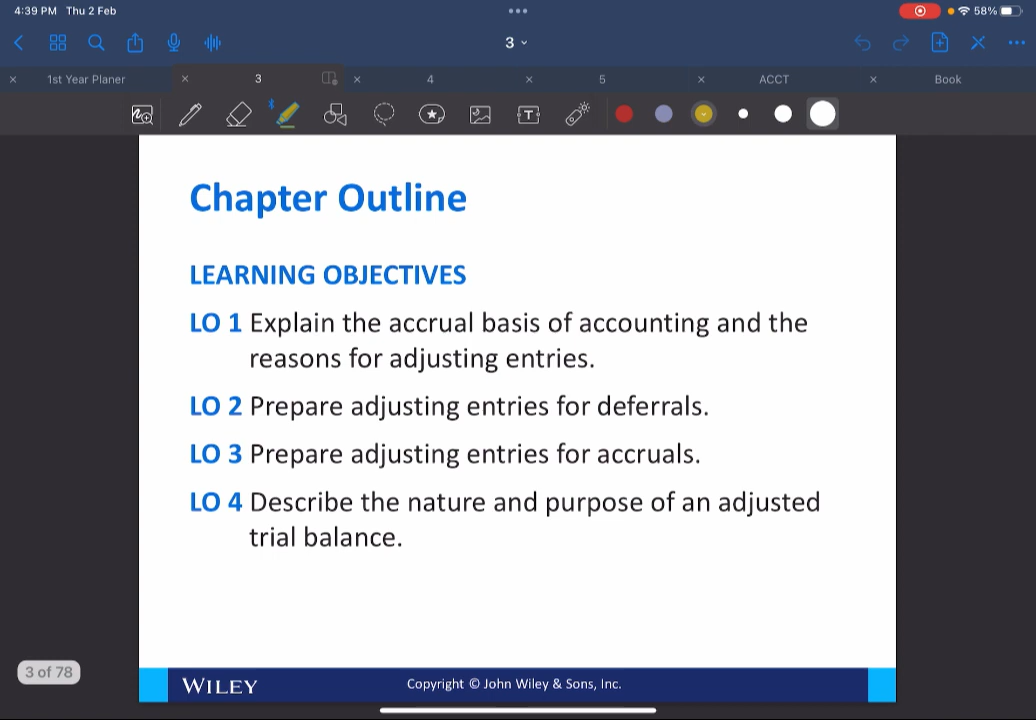 4:39 PM Thu 2 Feb
58%
3
1st Year Planer
3
4
5
ACCT
Book
T
Chapter Outline
LEARNING OBJECTIVES
LO 1 Explain the accrual basis of accounting and the
reasons for adjusting entries.
LO 2 Prepare adjusting entries for deferrals.
LO 3 Prepare adjusting entries for accruals.
LO 4 Describe the nature and purpose of an adjusted
trial balance.
3 of 78
WILEY
Copyright © John Wiley & Sons, Inc.